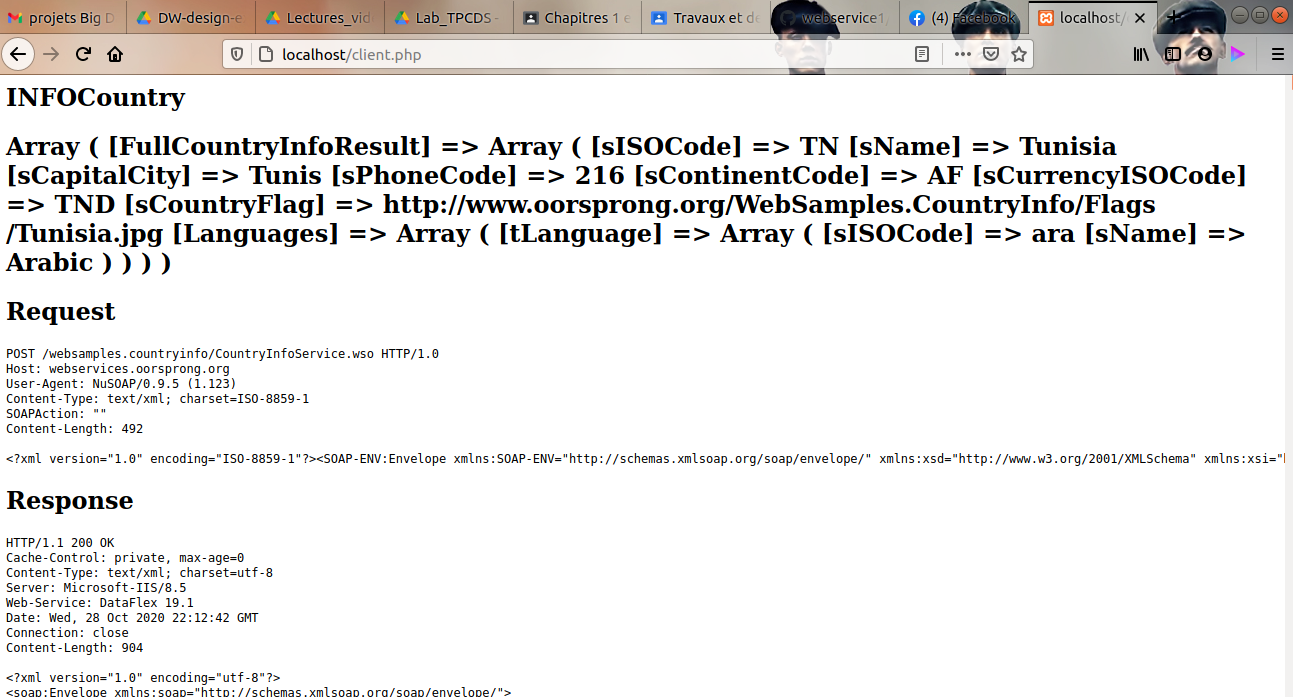 projets Big D
DW-design-e
Lectures_vid
Lab_TPCDS -
Chapitres 1 e
Travaux et de
webservice1/
(4) Facebook
localhost/
localhost/client.php
INFOCountry
Array ( [FullCountryInfoResult] => Array ( [sISOCode] => TN [sName] => Tunisia
[sCapitalCity] => Tunis [sPhoneCode] => 216 [sContinentCode] => AF [sCurrencyISOCode]
=> TND [sCountryFlag] => http://www.oorsprong.org/WebSamples.CountryInfo/Flags
/Tunisia.jpg [Languages] => Array ( [tLanguage] => Array ( [sISOCode] => ara [sName] =>
Arabic ) ) ) )
Request
POST /websamples.countryinfo/CountryInfoService.wso HTTP/1.0
Host: webservices.oorsprong.org
User-Agent: NuSOAP/0.9.5 (1.123)
Content-Type: text/xml; charset=ISO-8859-1
SOAPAction: ""
Content-Length: 492
<?xml version="1.0" encoding="ISO-8859-1"?><SOAP-ENV:Envelope xmlns:SOAP-ENV="http://schemas.xmlsoap.org/soap/envelope/" xmlns:xsd="http://www.w3.org/2001/XMLSchema" xmlns:xsi="
Response
HTTP/1.1 200 OK
Cache-Control: private, max-age=0
Content-Type: text/xml; charset=utf-8
Server: Microsoft-IIS/8.5
Web-Service: DataFlex 19.1
Date: Wed, 28 Oct 2020 22:12:42 GMT
Connection: close
Content-Length: 904
<?xml version="1.0" encoding="utf-8"?>
<soap:Envelope xmlns:soap="http://schemas.xmlsoap.org/soap/envelope/">